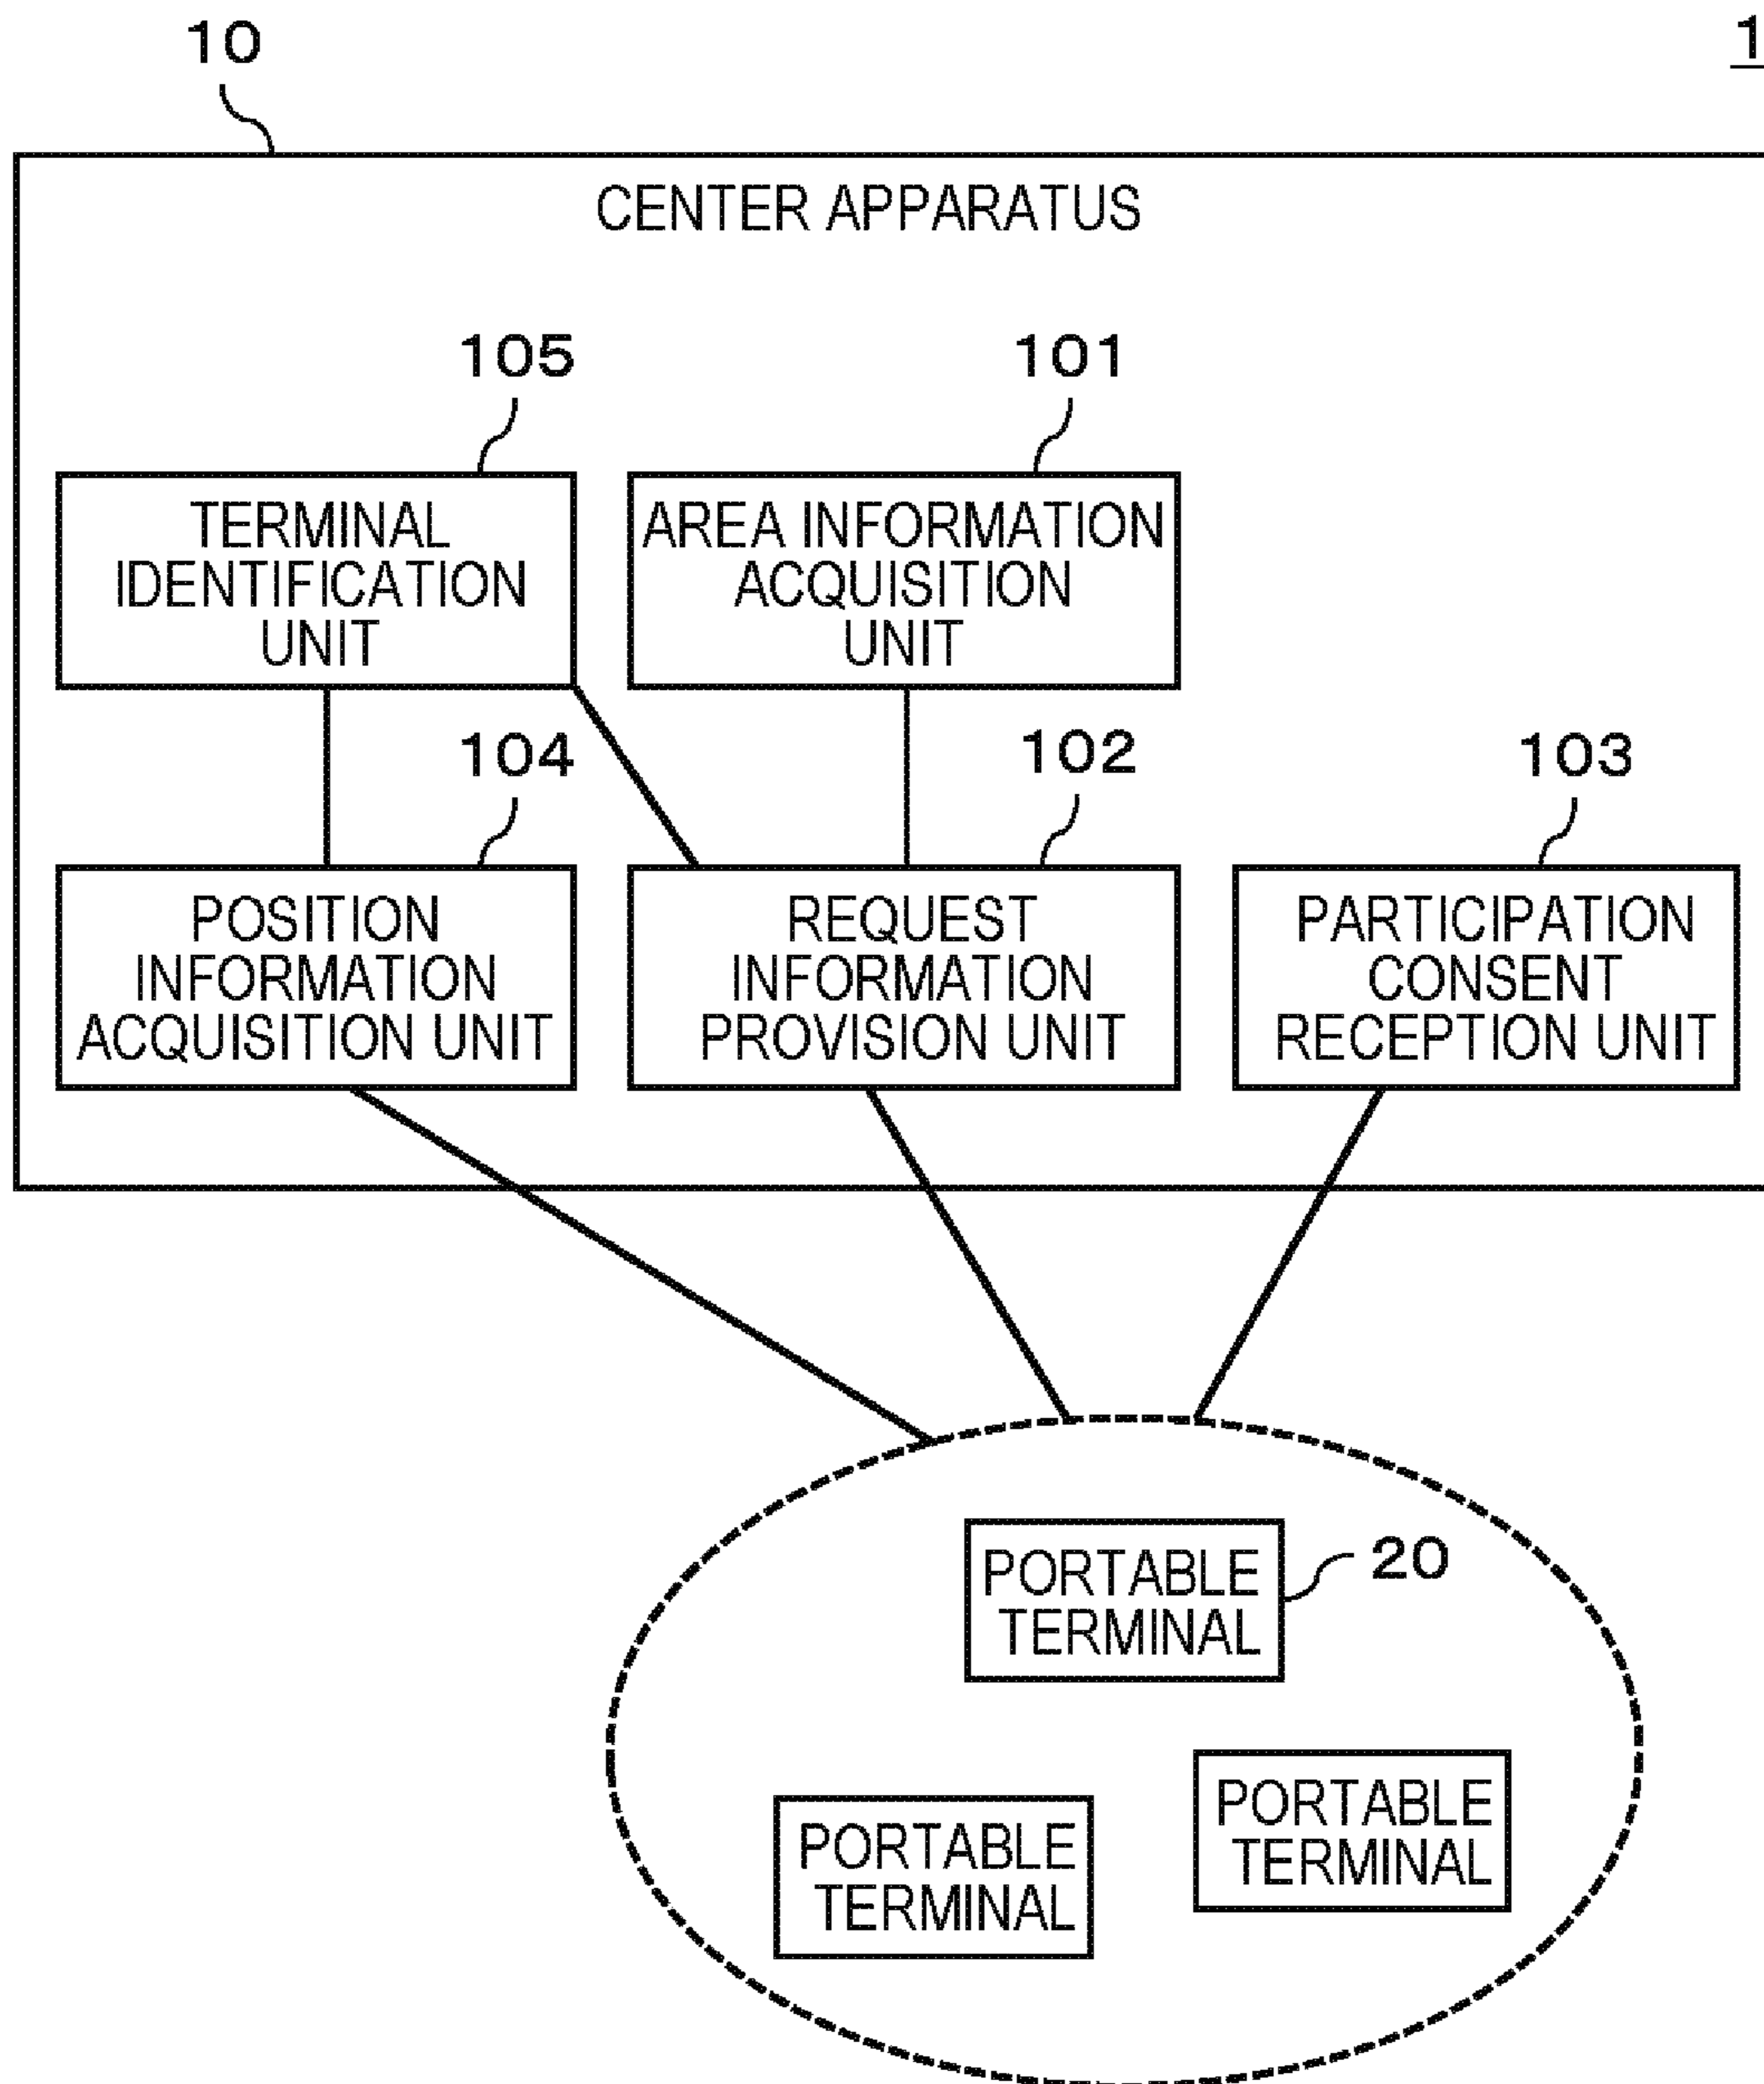 10
1
CENTER APPARATUS
105
101
TERMINAL
IDENTIFICATION
UNIT
AREA INFORMATION
ACQUISITION
UNIT
104
102
103
POSITION
INFORMATION
ACQUISITION UNIT
REQUEST
INFORMATION
PROVISION UNIT
PARTICIPATION
CONSENT
RECEPTION UNIT
PORTABLE
TERMINAL
20
PORTABLE
TERMINAL
PORTABLE
TERMINAL